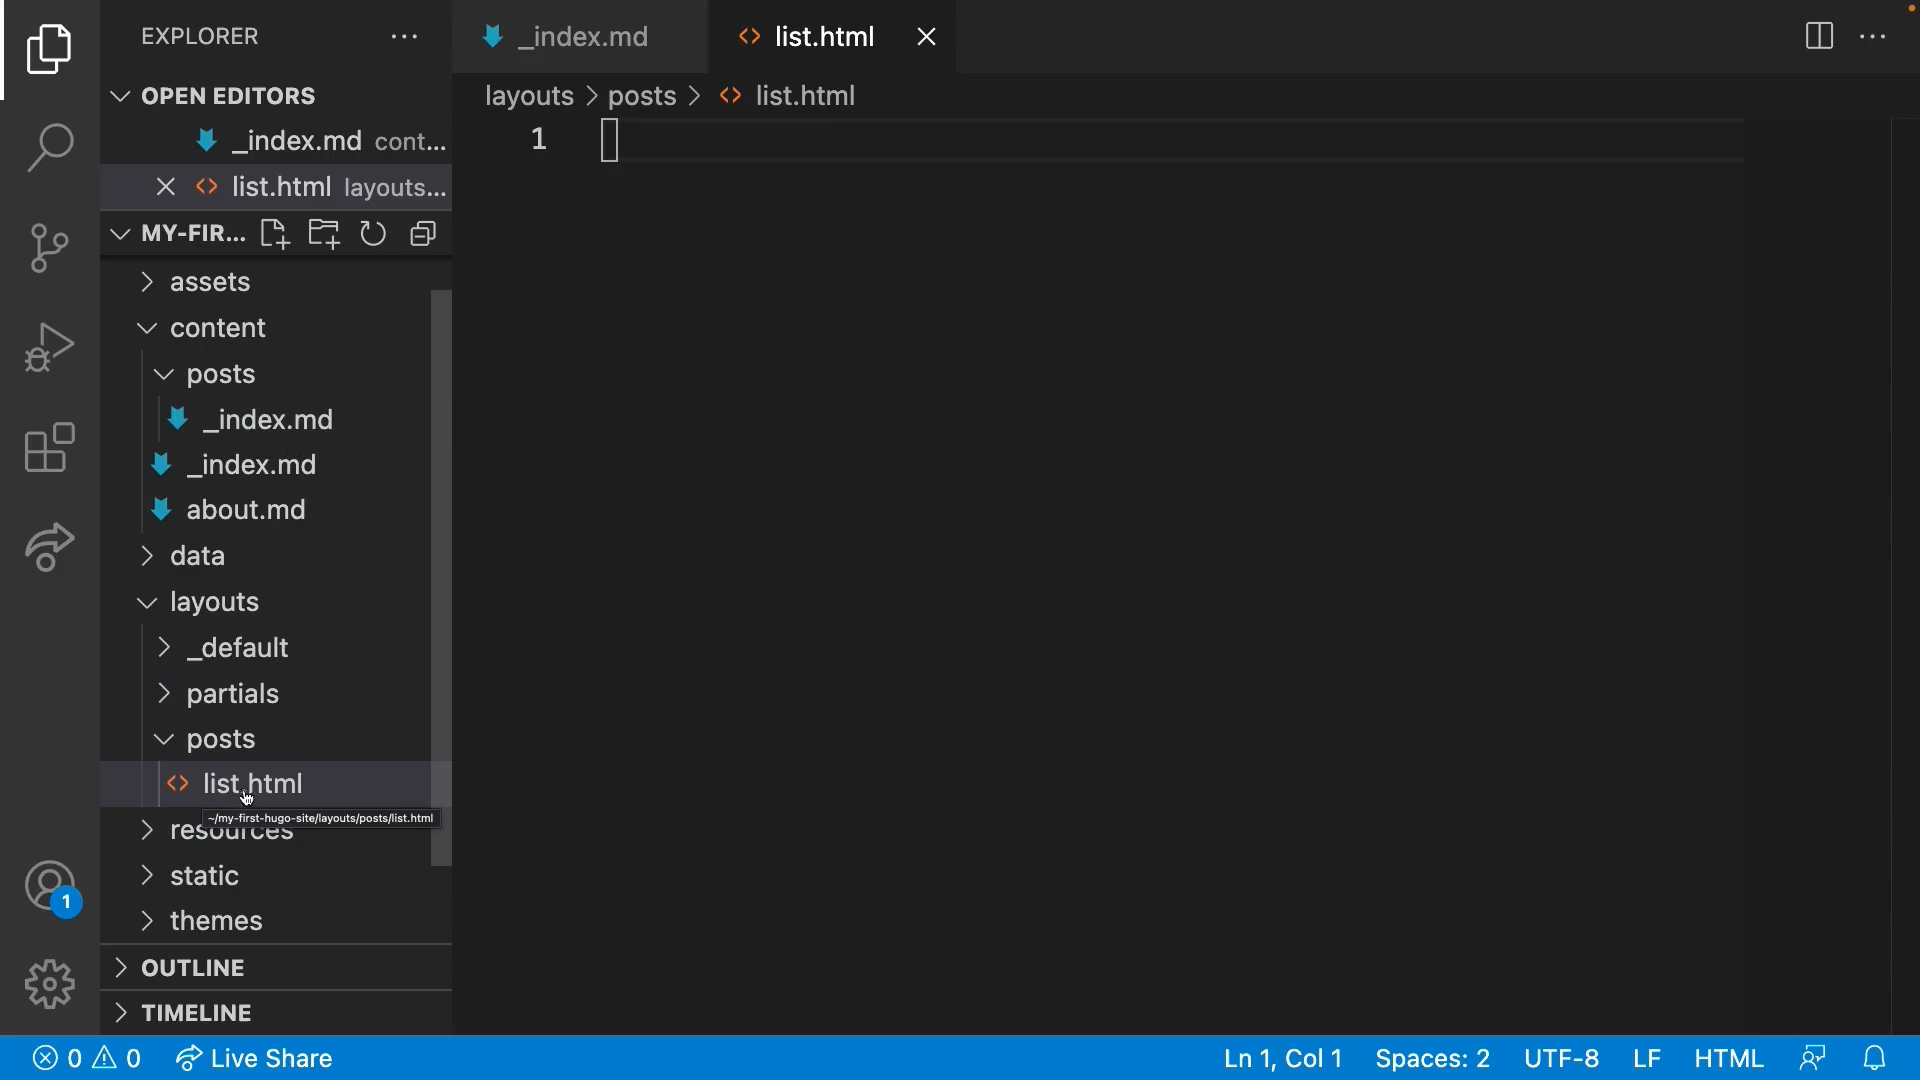 EXPLORER
_index.md
list.html
OPEN EDITORS
_index.md cont...
list.html layouts...
layouts > posts > list.html
1
MY-FIR...
assets
content
posts
_index.md
_index.md
about.md
data
layouts
_default
partials
posts
list.html
~/my-first-hugo-site/layouts/posts/list.html
resources
static
themes
OUTLINE
TIMELINE
1
0 0 Live Share
Ln 1, Col 1 Spaces: 2 UTF-8 LF HTML